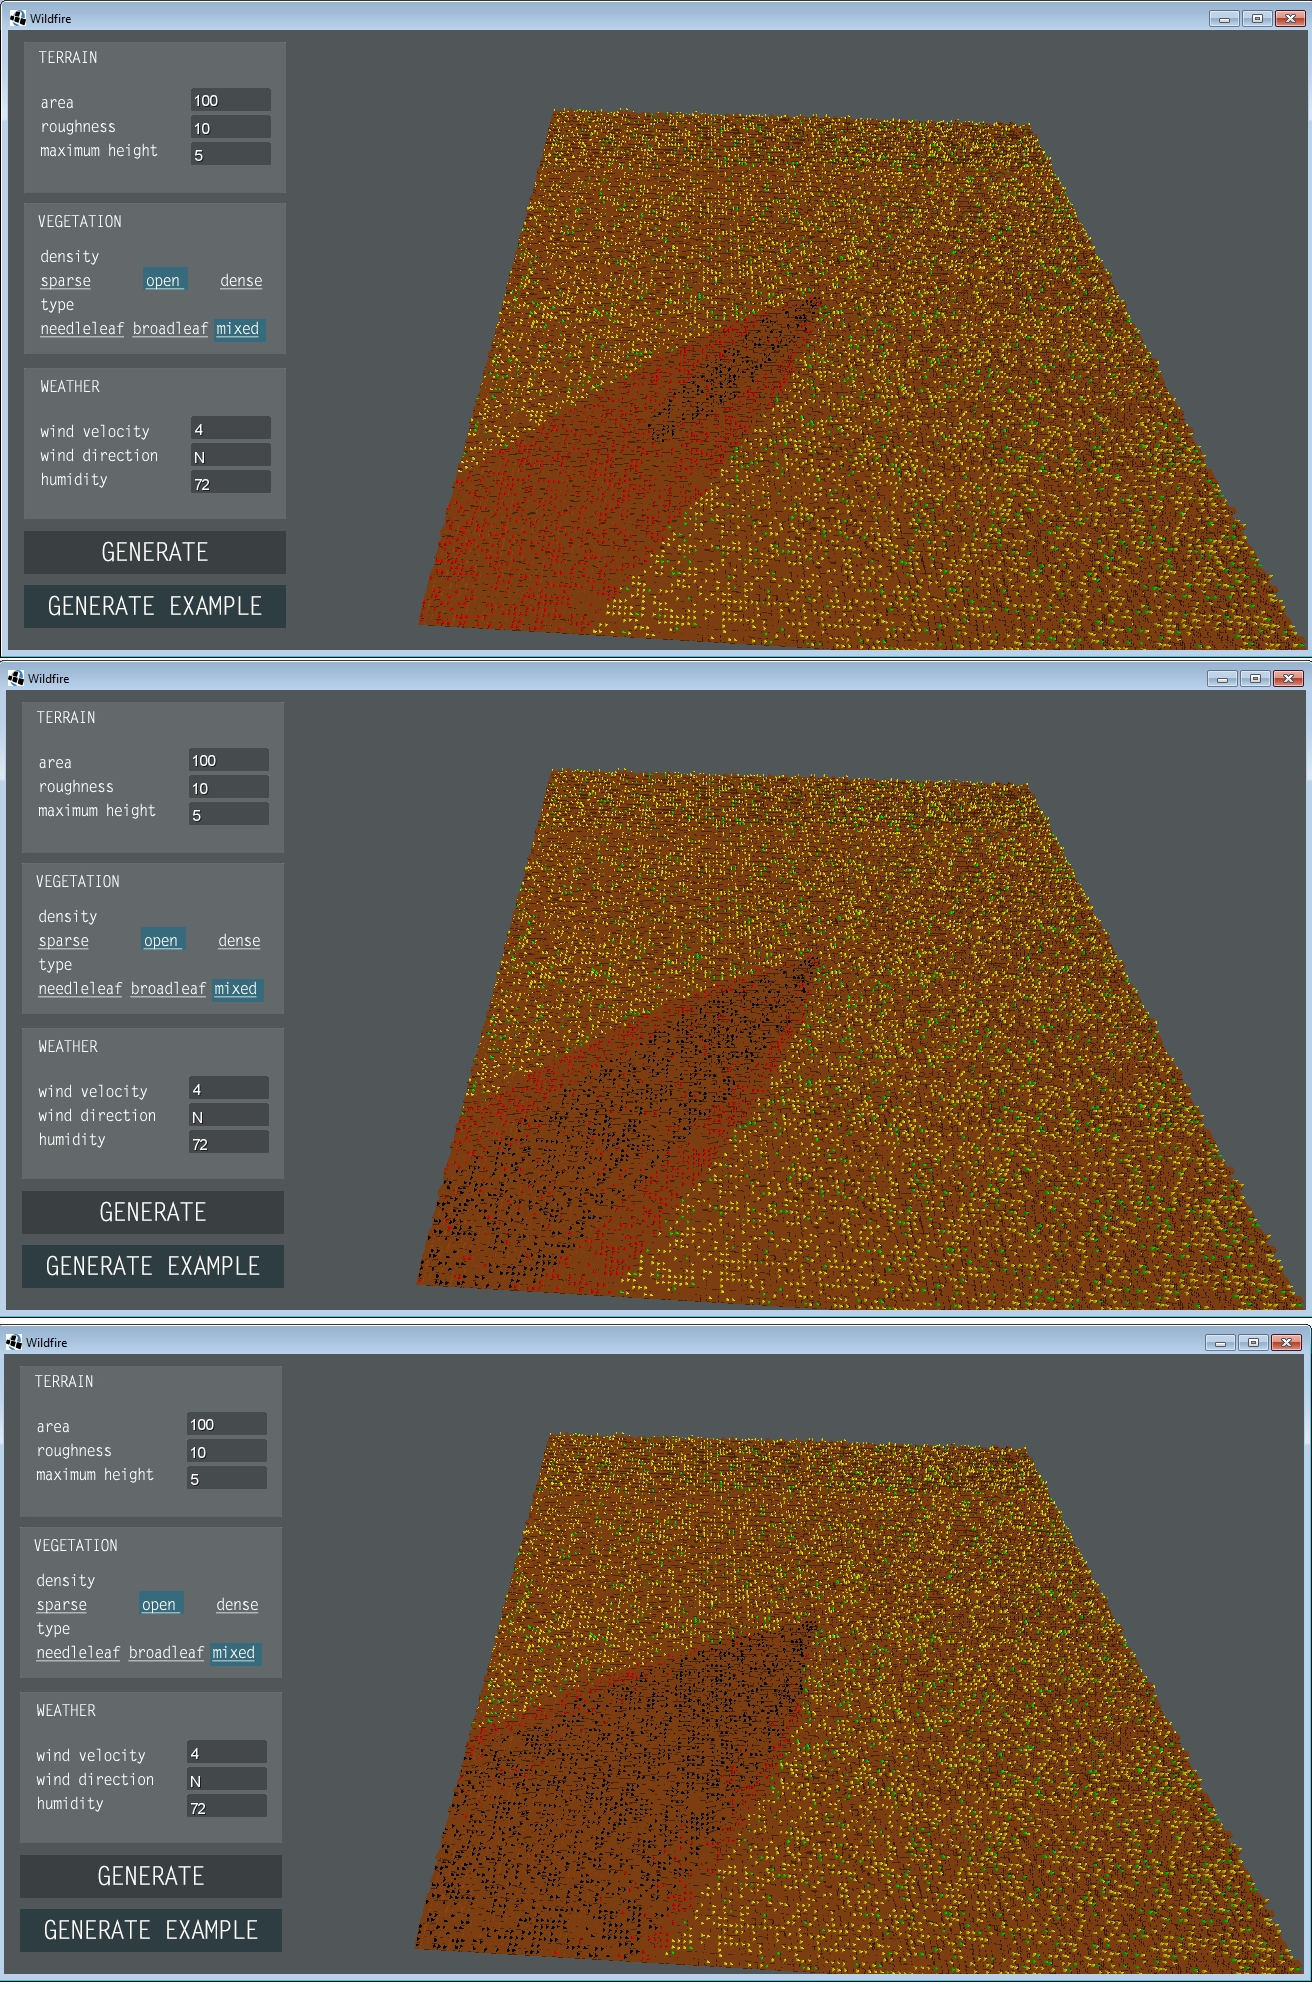 Wildfire
TERRAIN
area 100
roughness 10
maximum height 5
VEGETATION
density
sparse open dense
type
needleleaf broadleaf mixed
WEATHER
wind velocity 4
wind direction N
humidity 72
GENERATE
GENERATE EXAMPLE
Wildfire
TERRAIN
area 100
roughness 10
maximum height 5
VEGETATION
density
sparse open dense
type
needleleaf broadleaf mixed
WEATHER
wind velocity 4
wind direction N
humidity 72
GENERATE
GENERATE EXAMPLE
Wildfire
TERRAIN
area 100
roughness 10
maximum height 5
VEGETATION
density
sparse open dense
type
needleleaf broadleaf mixed
WEATHER
wind velocity 4
wind direction N
humidity 72
GENERATE
GENERATE EXAMPLE